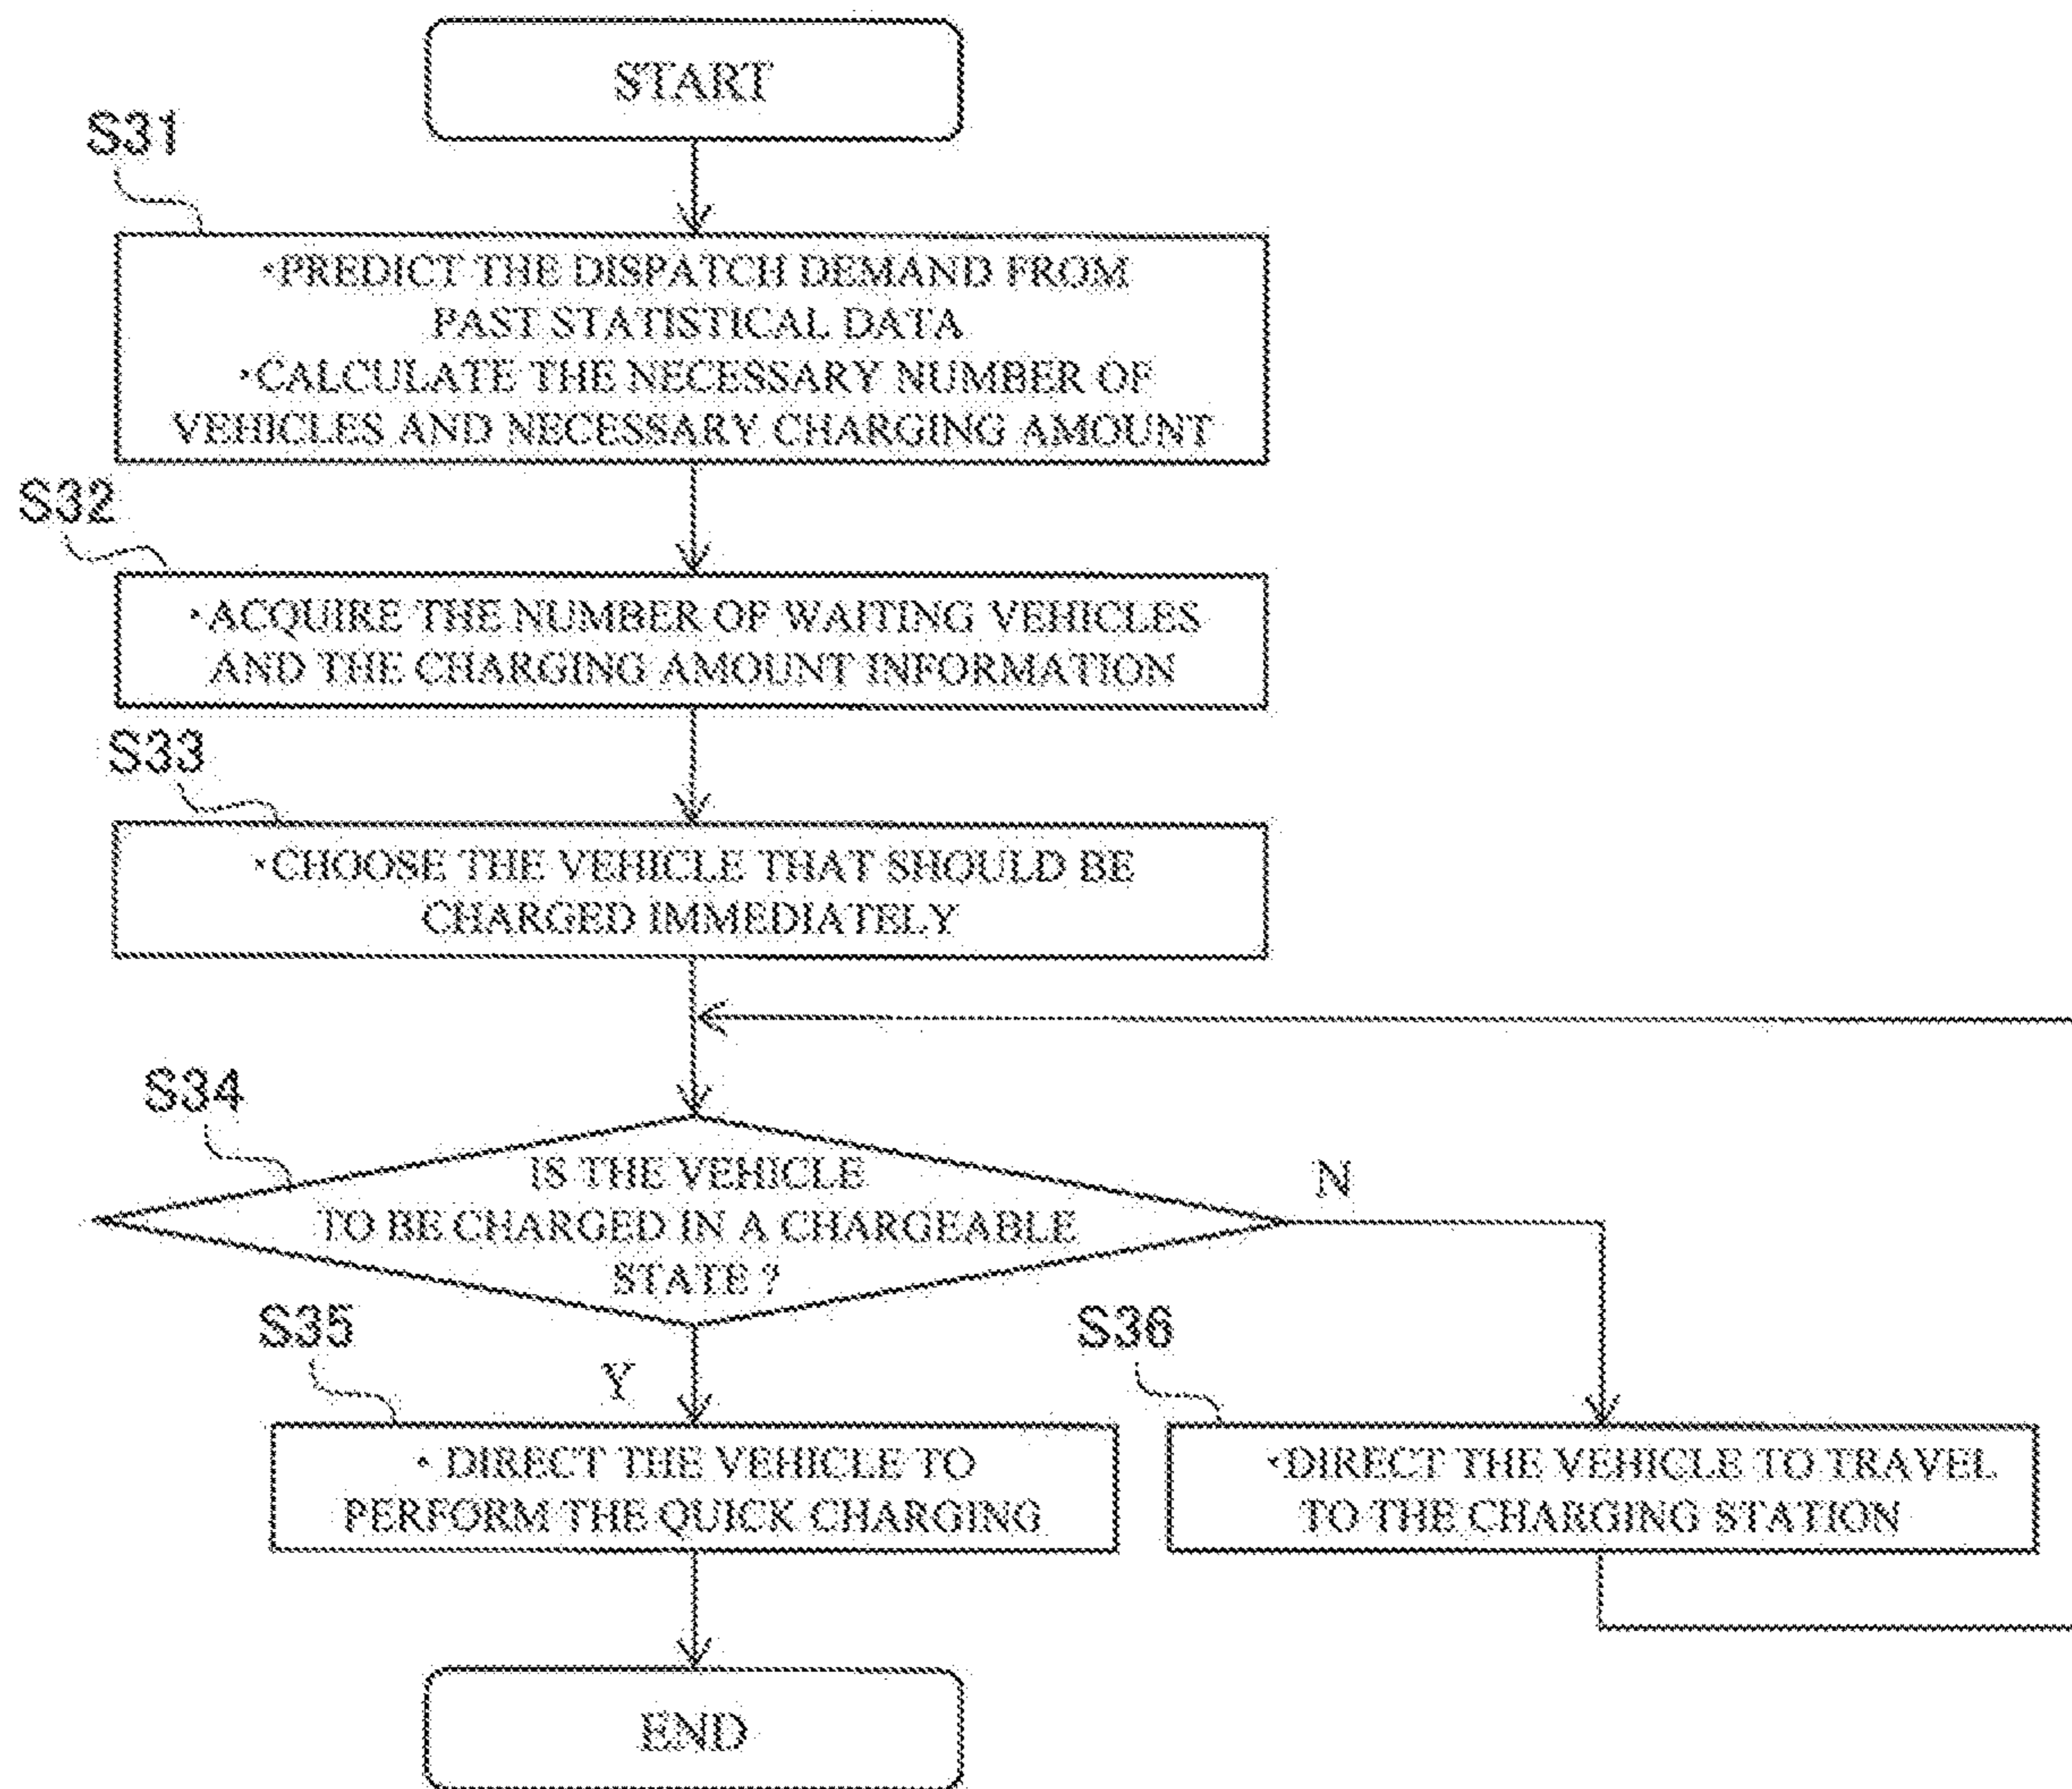 START
S31
・PREDICT THE DISPATCH DEMAND FROM
PAST STATISTICAL DATA
・CALCULATE THE NECESSARY NUMBER OF
VEHICLES AND NECESSARY CHARGING AMOUNT
S32
・ACQUIRE THE NUMBER OF WAITING VEHICLES
AND THE CHARGING AMOUNT INFORMATION
S33
・CHOOSE THE VEHICLE THAT SHOULD BE
CHARGED IMMEDIATELY
S34
IS THE VEHICLE
TO BE CHARGED IN A CHARGEABLE
STATE ?
N
Y
S35
・DIRECT THE VEHICLE TO
PERFORM THE QUICK CHARGING
S36
・DIRECT THE VEHICLE TO TRAVEL
TO THE CHARGING STATION
END